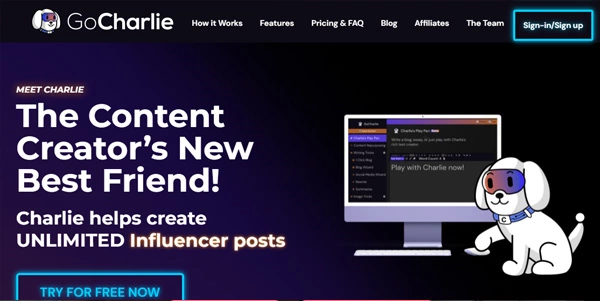 GoCharlie
How it Works
Features
Pricing & FAQ
Blog
Affiliates
The Team
Sign-in/Sign up
MEET CHARLIE
The Content
Creator's New
Best Friend!
Charlie helps create
UNLIMITED Influencer posts
TRY FOR FREE NOW
GoCharlie
Charlie's Play Pen
Play with Charlie now!
C